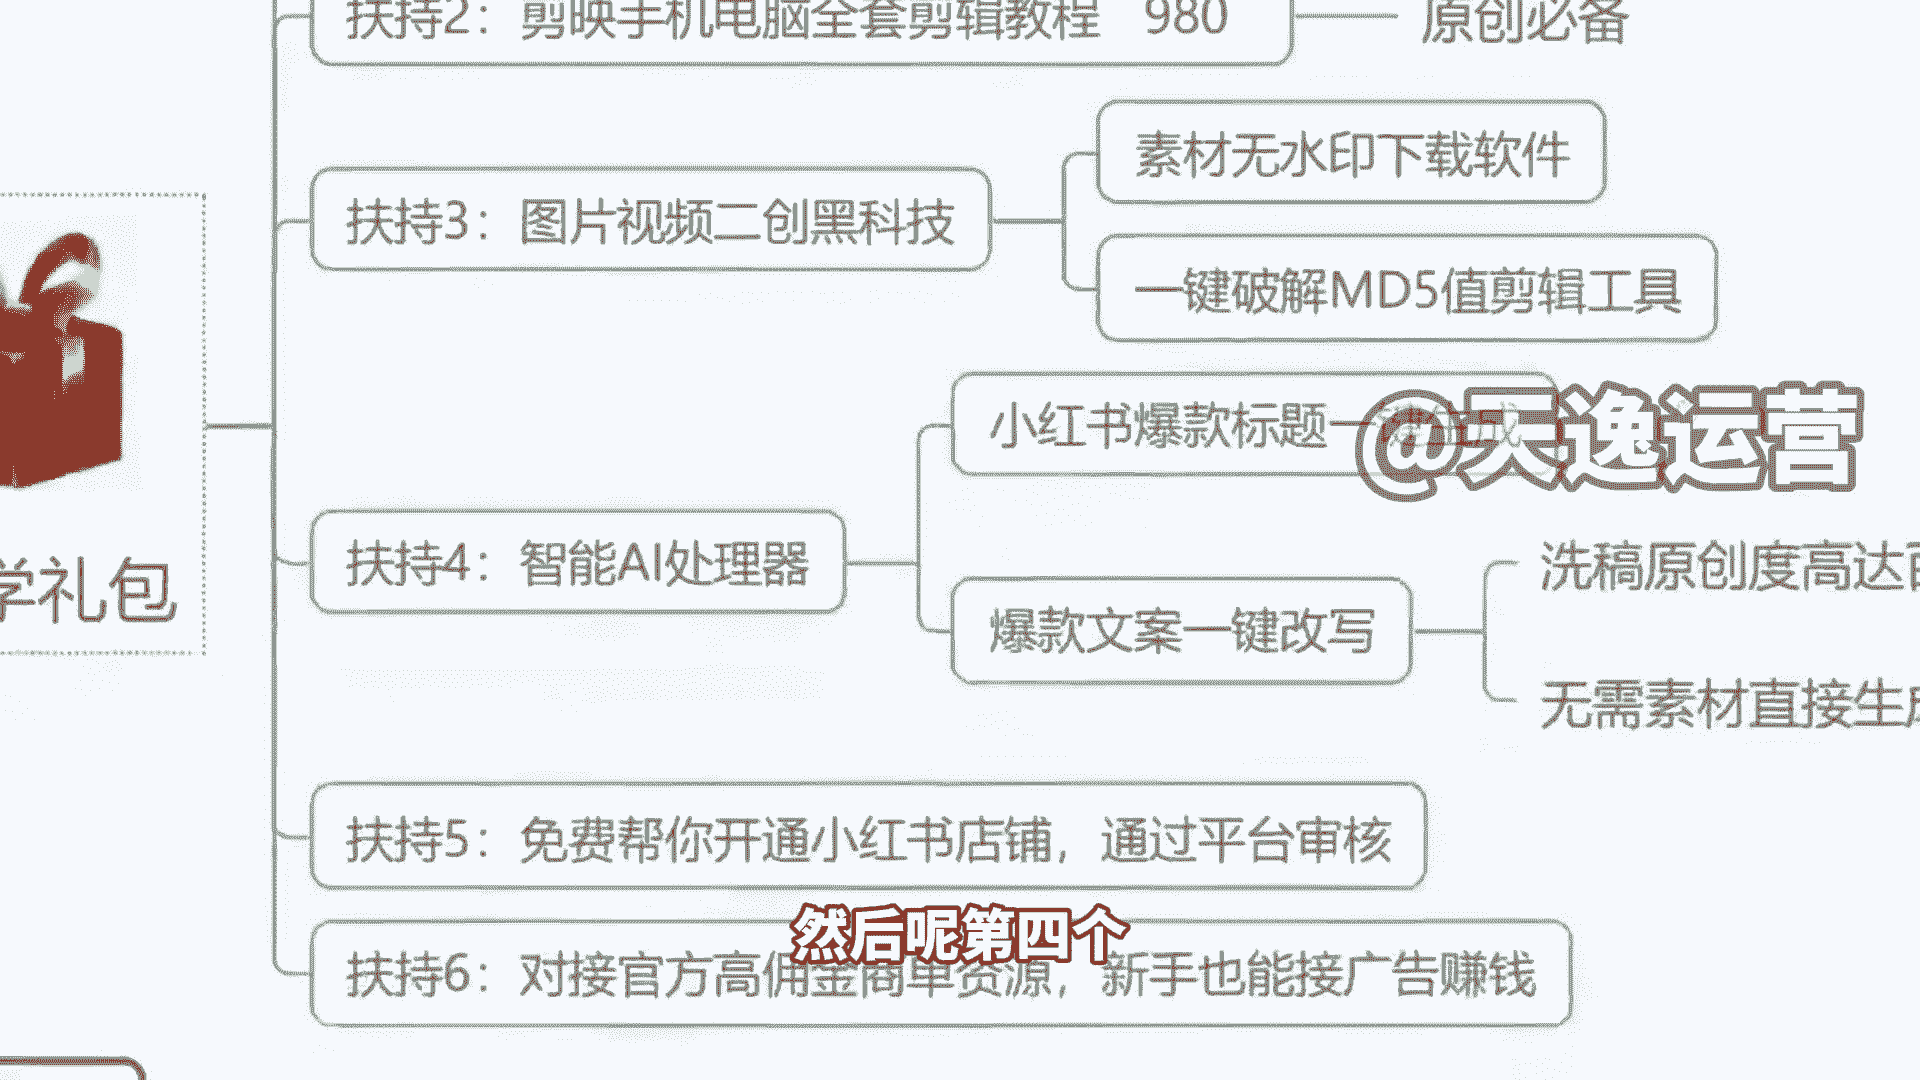 扶持2：剪映手机电脑全套剪辑教程 980
原创必备
扶持3：图片视频二创黑科技
素材无水印下载软件
一键破解MD5值剪辑工具
小红书爆款标题一键生成
@天逸运营
扶持4：智能AI处理器
爆款文案一键改写
洗稿原创度高达
无需素材直接生成
学礼包
扶持5：免费帮你开通小红书店铺，通过平台审核
然后呢第四个
扶持6：对接官方高佣金商单资源，新手也能接广告赚钱